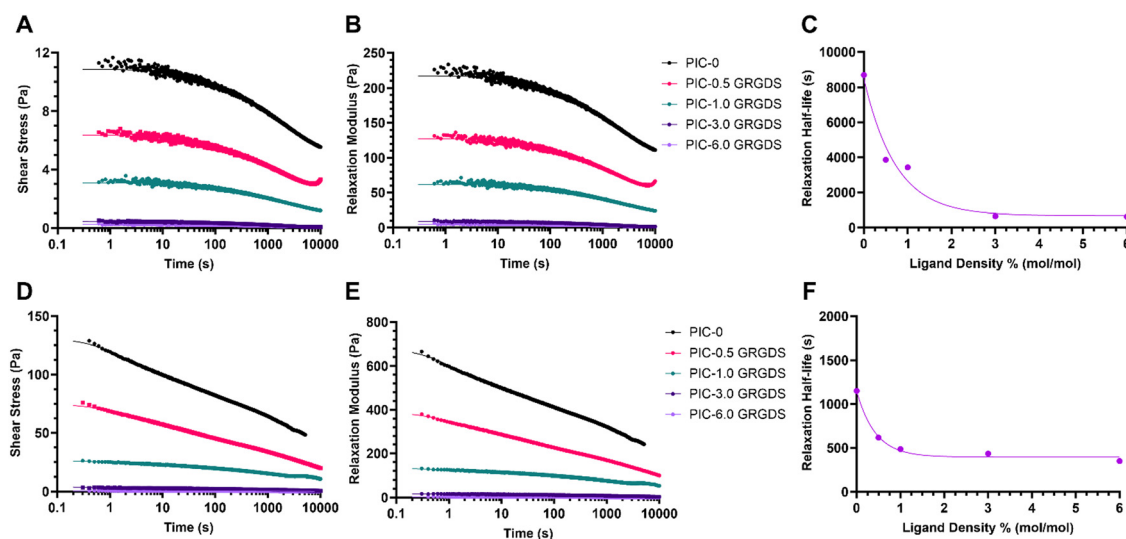 A
Shear Stress (Pa)
12
9
6
3
0
0.1 1 10 100 1000 10000
Time (s)
B
Relaxation Modulus (Pa)
250
200
150
100
50
0
0.1 1 10 100 1000 10000
Time (s)
PIC-0
PIC-0.5 GRGDS
PIC-1.0 GRGDS
PIC-3.0 GRGDS
PIC-6.0 GRGDS
C
Relaxation Half-life (s)
10000
8000
6000
4000
2000
0
0 1 2 3 4 5 6
Ligand Density % (mol/mol)
D
Shear Stress (Pa)
150
100
50
0
0.1 1 10 100 1000 10000
Time (s)
E
Relaxation Modulus (Pa)
800
600
400
200
0
0.1 1 10 100 1000 10000
Time (s)
PIC-0
PIC-0.5 GRGDS
PIC-1.0 GRGDS
PIC-3.0 GRGDS
PIC-6.0 GRGDS
F
Relaxation Half-life (s)
2000
1500
1000
500
0
0 1 2 3 4 5 6
Ligand Density % (mol/mol)